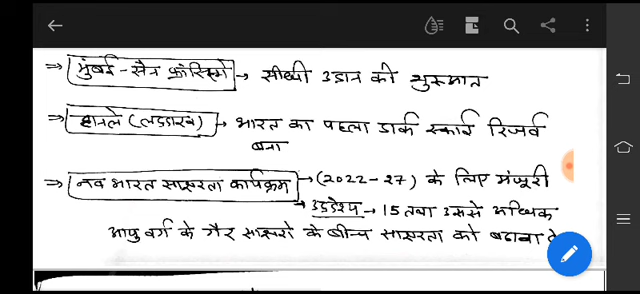 ⇒ मुंबई - सैन फ्रांसिस्को → सीधी उडान की शुरूआत
⇒ हानले (लद्दाख) → भारत का पहला डार्क स्काई रिजर्व
बना
⇒ नव भारत साक्षरता कार्यक्रम → (2022-27) के लिए मंजूरी
→ उद्देश्य → 15 तथा उससे अधिक
आयु वर्ग के गैर साक्षरो के बीच साक्षरता को बढावा